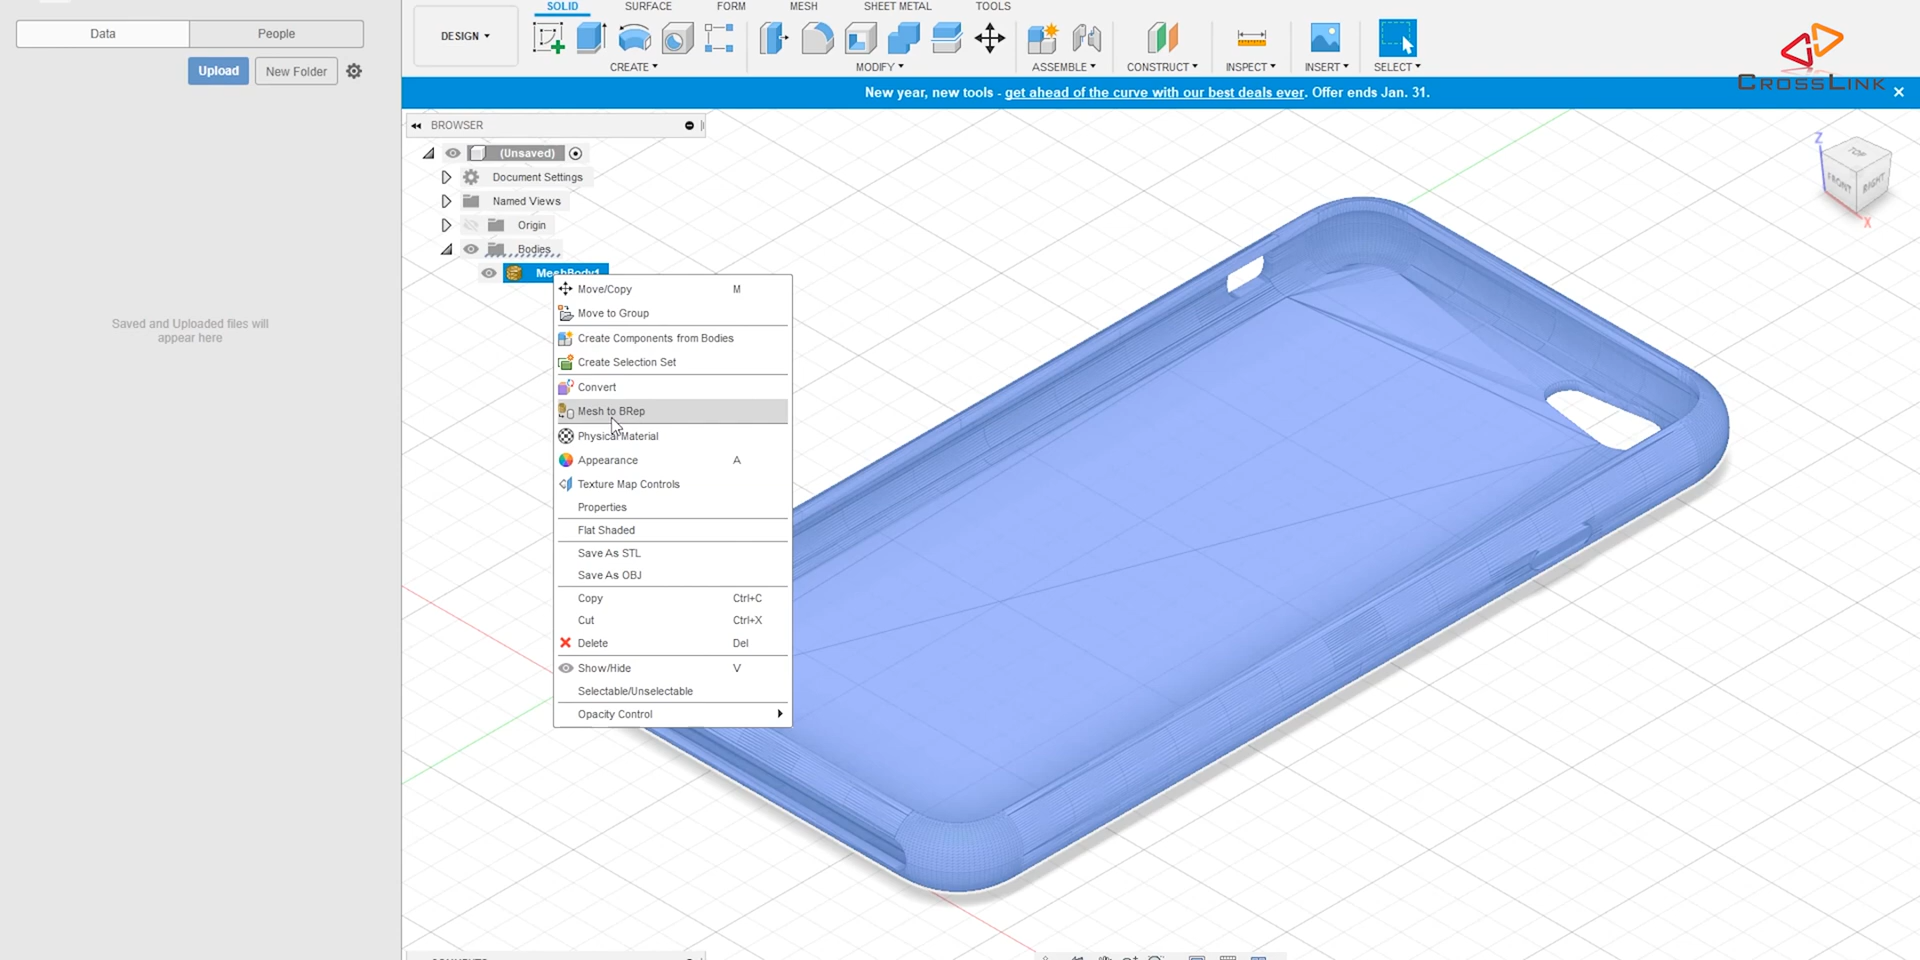 Data
People
Upload
New Folder
Saved and Uploaded files will
appear here
DESIGN
SOLID
SURFACE
FORM
MESH
SHEET METAL
TOOLS
CREATE
MODIFY
ASSEMBLE
CONSTRUCT
INSPECT
INSERT
SELECT
CROSSLINK
New year, new tools - get ahead of the curve with our best deals ever. Offer ends Jan. 31.
BROWSER
(Unsaved)
Document Settings
Named Views
Origin
Bodies
MeshBody1
Move/Copy M
Move to Group
Create Components from Bodies
Create Selection Set
Convert
Mesh to BRep
Physical Material
Appearance A
Texture Map Controls
Properties
Flat Shaded
Save As STL
Save As OBJ
Copy Ctrl+C
Cut Ctrl+X
Delete Del
Show/Hide V
Selectable/Unselectable
Opacity Control
Z
TOP
FRONT
RIGHT
X